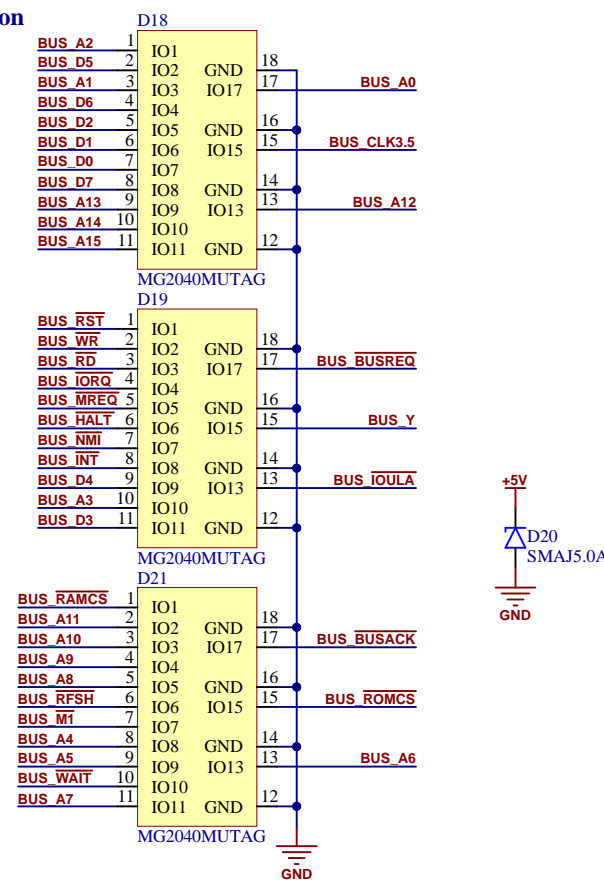 on
D18
BUS_A2 1 IO1
BUS_D5 2 IO2 GND 18
BUS_A1 3 IO3 IO17 17 BUS_A0
BUS_D6 4 IO4
BUS_D2 5 IO5 GND 16
BUS_D1 6 IO6 IO15 15 BUS_CLK3.5
BUS_D0 7 IO7
BUS_D7 8 IO8 GND 14
BUS_A13 9 IO9 IO13 13 BUS_A12
BUS_A14 10 IO10
BUS_A15 11 IO11 GND 12
MG2040MUTAG
D19
BUS_RST 1 IO1
BUS_WR 2 IO2 GND 18
BUS_RD 3 IO3 IO17 17 BUS_BUSREQ
BUS_IORQ 4 IO4
BUS_MREQ 5 IO5 GND 16
BUS_HALT 6 IO6 IO15 15 BUS_Y
BUS_NMI 7 IO7
BUS_INT 8 IO8 GND 14
BUS_D4 9 IO9 IO13 13 BUS_IOULA
BUS_A3 10 IO10
BUS_D3 11 IO11 GND 12
MG2040MUTAG
+5V
D20
SMAJ5.0A
GND
D21
BUS_RAMCS 1 IO1
BUS_A11 2 IO2 GND 18
BUS_A10 3 IO3 IO17 17 BUS_BUSACK
BUS_A9 4 IO4
BUS_A8 5 IO5 GND 16
BUS_RFSH 6 IO6 IO15 15 BUS_ROMCS
BUS_M1 7 IO7
BUS_A4 8 IO8 GND 14
BUS_A5 9 IO9 IO13 13 BUS_A6
BUS_WAIT 10 IO10
BUS_A7 11 IO11 GND 12
MG2040MUTAG
GND